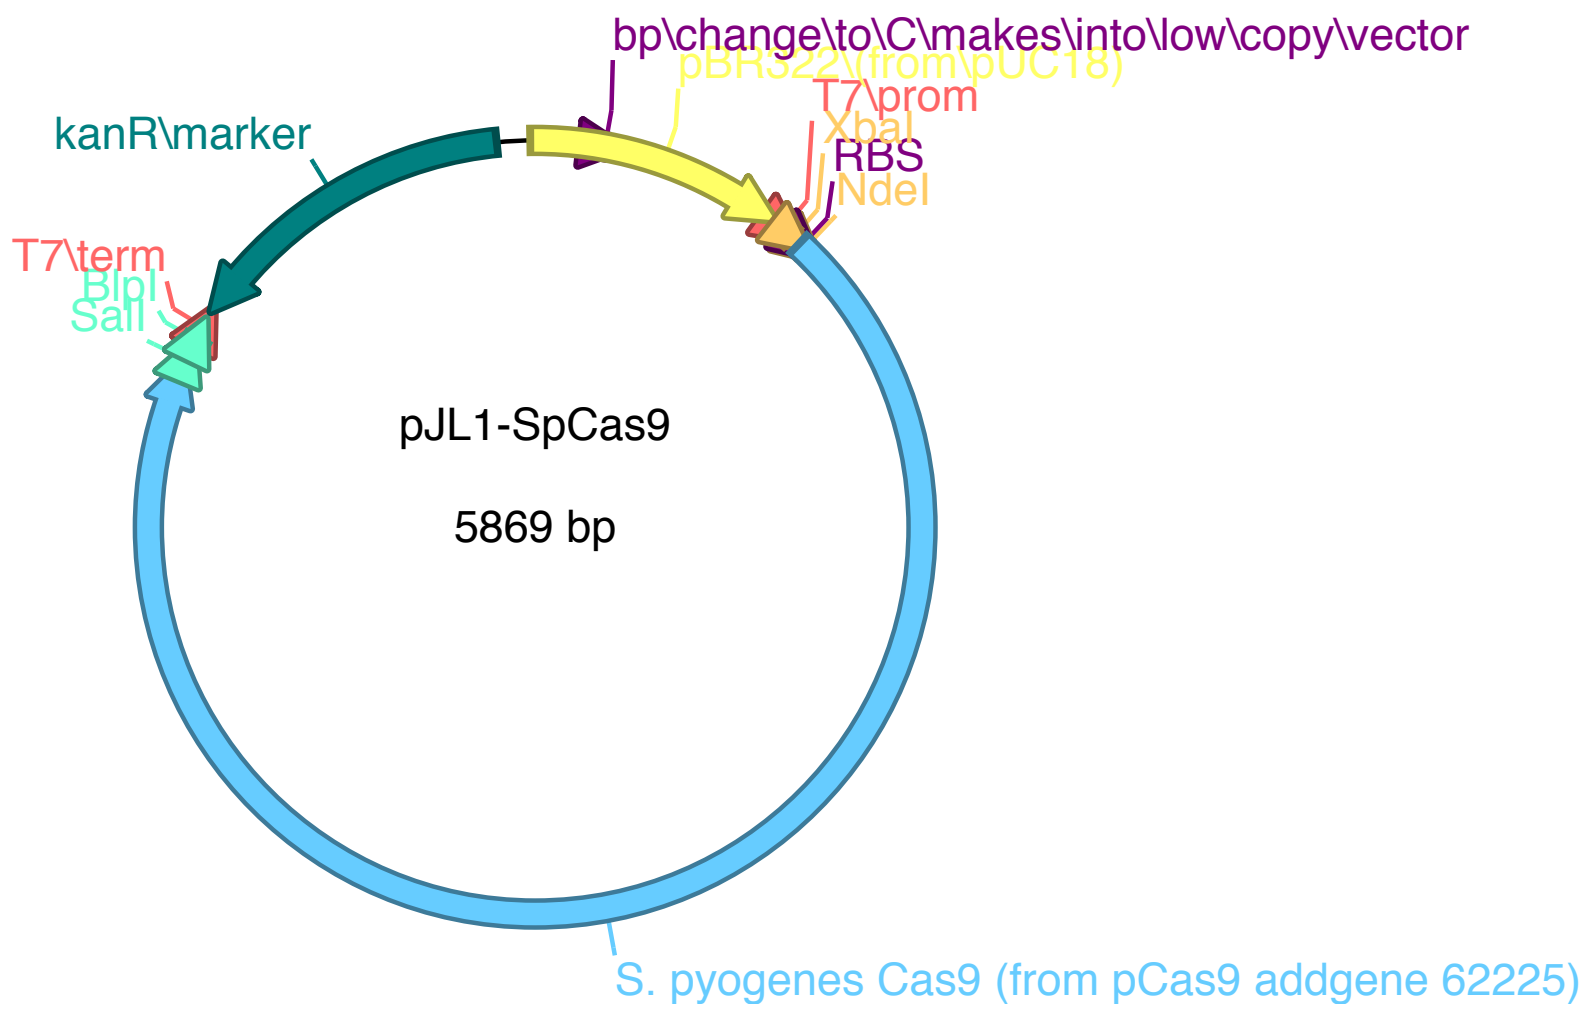 bp\change\to\C\makes\into\low\copy\vector
pBR322\(from\pUC18)
T7\prom
XbaI
RBS
NdeI
kanR\marker
T7\term
BlpI
SalI
pJL1-SpCas9
5869 bp
S. pyogenes Cas9 (from pCas9 addgene 62225)